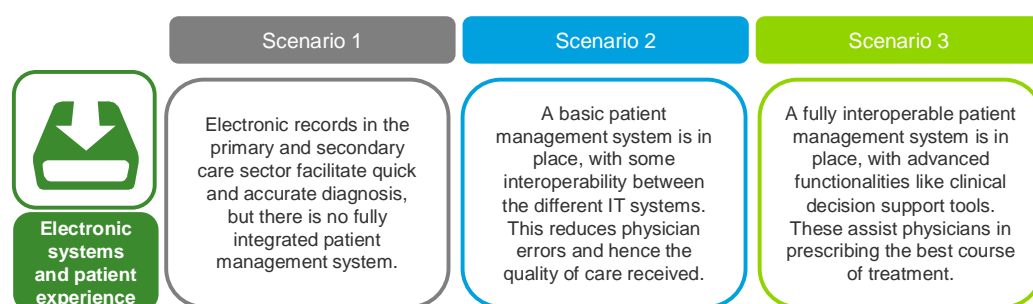 Scenario 1
Scenario 2
Scenario 3
Electronic
systems
and patient
experience
Electronic records in the
primary and secondary
care sector facilitate quick
and accurate diagnosis,
but there is no fully
integrated patient
management system.
A basic patient
management system is in
place, with some
interoperability between
the different IT systems.
This reduces physician
errors and hence the
quality of care received.
A fully interoperable patient
management system is in
place, with advanced
functionalities like clinical
decision support tools.
These assist physicians in
prescribing the best course
of treatment.